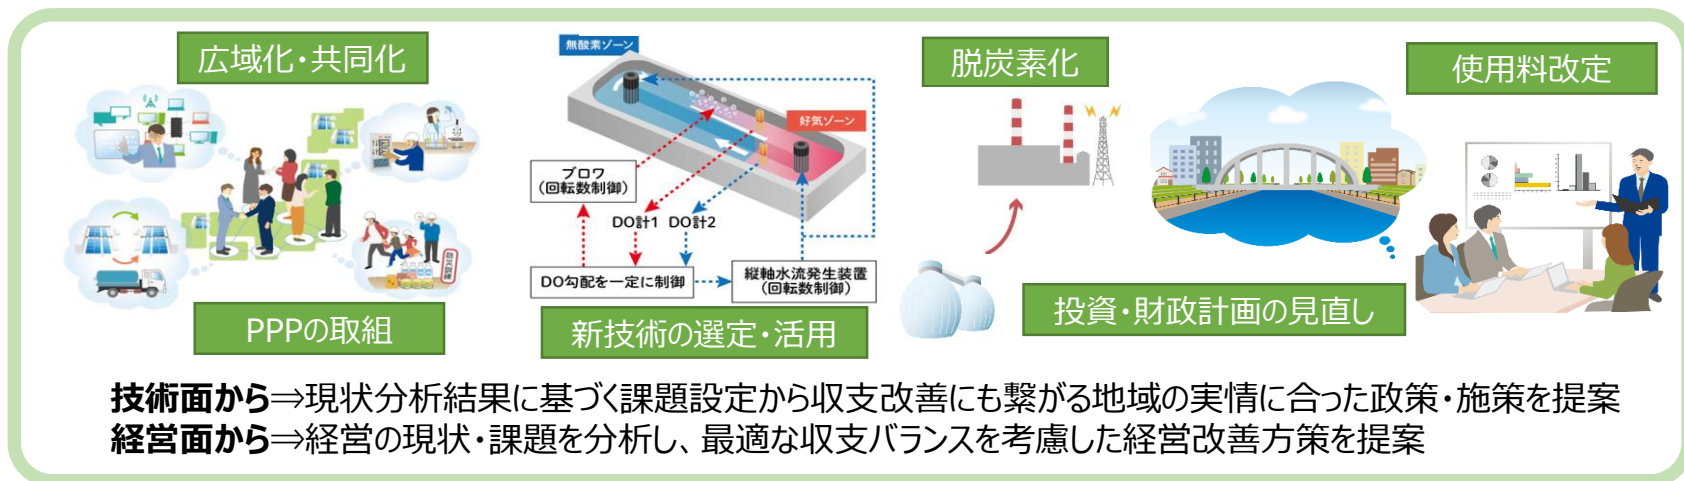 広域化・共同化
防災訓練
PPPの取組
無酸素ゾーン
好気ゾーン
ブロワ
(回転数制御)
DO計1 DO計2
DO勾配を一定に制御
縦軸水流発生装置
(回転数制御)
新技術の選定・活用
脱炭素化
投資・財政計画の見直し
使用料改定
技術面から⇒現状分析結果に基づく課題設定から収支改善にも繋がる地域の実情に合った政策・施策を提案
経営面から⇒経営の現状・課題を分析し、最適な収支バランスを考慮した経営改善方策を提案